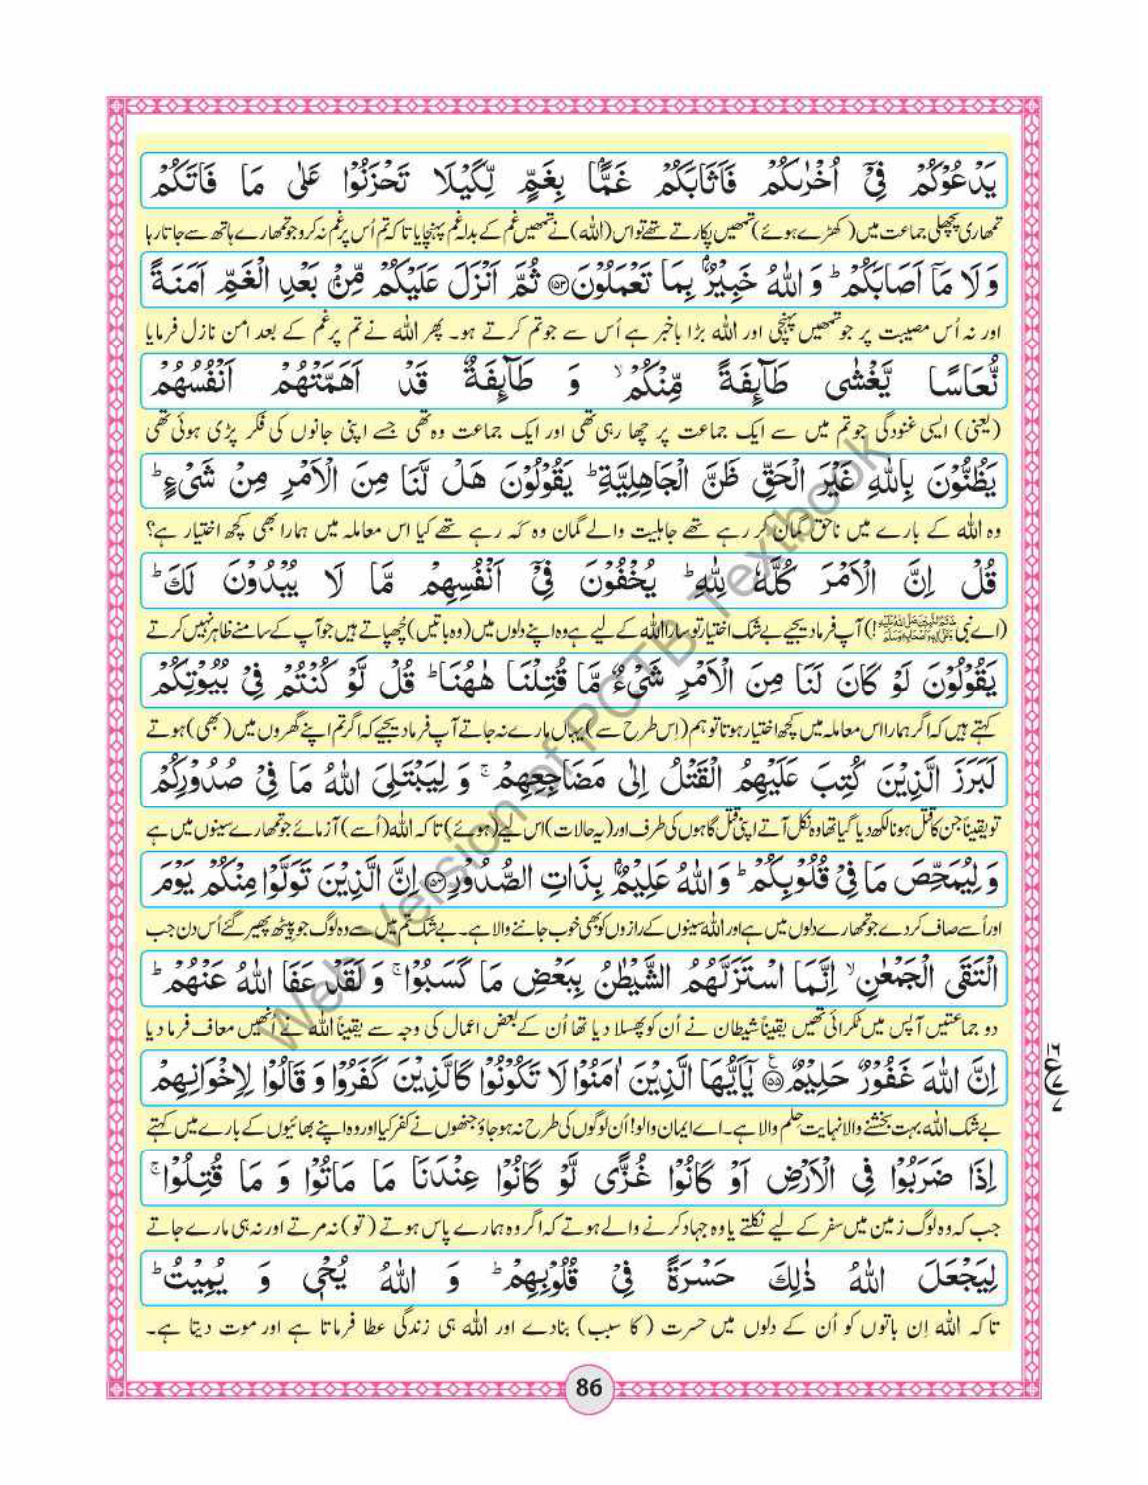 يَدْعُوْكُمْ فِيْۤ اُخْرٰىكُمْ فَاَثَابَكُمْ غَمًّۢا بِغَمٍّ لِّكَيْلَا تَحْزَنُوْا عَلٰى مَا فَاتَكُمْ
تمھاری پچھلی جماعت میں (کھڑے ہوئے) تمھیں پکارتے تھے تو اس (اللہ) نے تمھیں غم کے بدلہ غم پہنچایا تاکہ تم اُس پر غم نہ کرو جو تمھارے ہاتھ سے جاتا رہا
وَ لَا مَاۤ اَصَابَكُمْ ؕ وَ اللّٰهُ خَبِيْرٌۢ بِمَا تَعْمَلُوْنَ ﴿۱۵۳﴾ ثُمَّ اَنْزَلَ عَلَيْكُمْ مِّنْۢ بَعْدِ الْغَمِّ اَمَنَةً
اور نہ اُس مصیبت پر جو تمھیں پہنچی اور اللہ بڑا باخبر ہے اُس سے جو تم کرتے ہو۔ پھر اللہ نے تم پر غم کے بعد امن نازل فرمایا
نُّعَاسًا يَّغْشٰى طَآىِٕفَةً مِّنْكُمْ ۙ وَ طَآىِٕفَةٌ قَدْ اَهَمَّتْهُمْ اَنْفُسُهُمْ
(یعنی) ایسی غنودگی جو تم میں سے ایک جماعت پر چھا رہی تھی اور ایک جماعت وہ تھی جسے اپنی جانوں کی فکر پڑی ہوئی تھی
يَظُنُّوْنَ بِاللّٰهِ غَيْرَ الْحَقِّ ظَنَّ الْجَاهِلِيَّةِ ؕ يَقُوْلُوْنَ هَلْ لَّنَا مِنَ الْاَمْرِ مِنْ شَيْءٍ ؕ
وہ اللہ کے بارے میں ناحق گمان کر رہے تھے جاہلیت والے گمان وہ کہہ رہے تھے کیا اس معاملہ میں ہمارا بھی کچھ اختیار ہے؟
قُلْ اِنَّ الْاَمْرَ كُلَّهٗ لِلّٰهِ ؕ يُخْفُوْنَ فِيْۤ اَنْفُسِهِمْ مَّا لَا يُبْدُوْنَ لَكَ ؕ
(اے نبی !) آپ فرما دیجیے بے شک اختیار تو سارا اللہ کے لیے ہے وہ اپنے دلوں میں (وہ باتیں) چھپاتے ہیں جو آپ کے سامنے ظاہر نہیں کرتے
يَقُوْلُوْنَ لَوْ كَانَ لَنَا مِنَ الْاَمْرِ شَيْءٌ مَّا قُتِلْنَا هٰهُنَا ؕ قُلْ لَّوْ كُنْتُمْ فِيْ بُيُوْتِكُمْ
کہتے ہیں کہ اگر ہمارا اس معاملہ میں کچھ اختیار ہوتا تو ہم (اِس طرح سے) یہاں مارے نہ جاتے آپ فرما دیجیے کہ اگر تم اپنے گھروں میں (بھی) ہوتے
لَبَرَزَ الَّذِيْنَ كُتِبَ عَلَيْهِمُ الْقَتْلُ اِلٰى مَضَاجِعِهِمْ ۚ وَ لِيَبْتَلِيَ اللّٰهُ مَا فِيْ صُدُوْرِكُمْ
تو یقیناً جن کا قتل ہونا لکھ دیا گیا تھا وہ نکل آتے اپنی قتل گاہوں کی طرف اور (یہ حالات) اس لیے (ہوئے) تاکہ اللہ (اُسے) آزمائے جو تمھارے سینوں میں ہے
وَ لِيُمَحِّصَ مَا فِيْ قُلُوْبِكُمْ ؕ وَ اللّٰهُ عَلِيْمٌۢ بِذَاتِ الصُّدُوْرِ ﴿۱۵۴﴾ اِنَّ الَّذِيْنَ تَوَلَّوْا مِنْكُمْ يَوْمَ
اور اُسے صاف کر دے جو تمھارے دلوں میں ہے اور اللہ سینوں کے رازوں کو بھی خوب جاننے والا ہے۔ بے شک تم میں سے وہ لوگ جو پیٹھ پھیر گئے اُس دن جب
الْتَقَى الْجَمْعٰنِ ۙ اِنَّمَا اسْتَزَلَّهُمُ الشَّيْطٰنُ بِبَعْضِ مَا كَسَبُوْا ۚ وَ لَقَدْ عَفَا اللّٰهُ عَنْهُمْ ؕ
دو جماعتیں آپس میں ٹکرائی تھیں یقیناً شیطان نے اُن کو پھسلا دیا تھا اُن کے بعض اعمال کی وجہ سے یقیناً اللہ نے اُنھیں معاف فرما دیا
اِنَّ اللّٰهَ غَفُوْرٌ حَلِيْمٌ ﴿۱۵۵﴾ يٰۤاَيُّهَا الَّذِيْنَ اٰمَنُوْا لَا تَكُوْنُوْا كَالَّذِيْنَ كَفَرُوْا وَ قَالُوْا لِاِخْوَانِهِمْ
بے شک اللہ بہت بخشنے والا نہایت حلم والا ہے۔ اے ایمان والو! اُن لوگوں کی طرح نہ ہو جاؤ جنھوں نے کفر کیا اور وہ اپنے بھائیوں کے بارے میں کہتے
اِذَا ضَرَبُوْا فِي الْاَرْضِ اَوْ كَانُوْا غُزًّى لَّوْ كَانُوْا عِنْدَنَا مَا مَاتُوْا وَ مَا قُتِلُوْا ۚ
جب کہ وہ لوگ زمین میں سفر کے لیے نکلتے یا وہ جہاد کرنے والے ہوتے کہ اگر وہ ہمارے پاس ہوتے (تو) نہ مرتے اور نہ ہی مارے جاتے
لِيَجْعَلَ اللّٰهُ ذٰلِكَ حَسْرَةً فِيْ قُلُوْبِهِمْ ؕ وَ اللّٰهُ يُحْيٖ وَ يُمِيْتُ ؕ
تاکہ اللہ اِن باتوں کو اُن کے دلوں میں حسرت (کا سبب) بنادے اور اللہ ہی زندگی عطا فرماتا ہے اور موت دیتا ہے۔
86
Web Version of PCTB Textbook